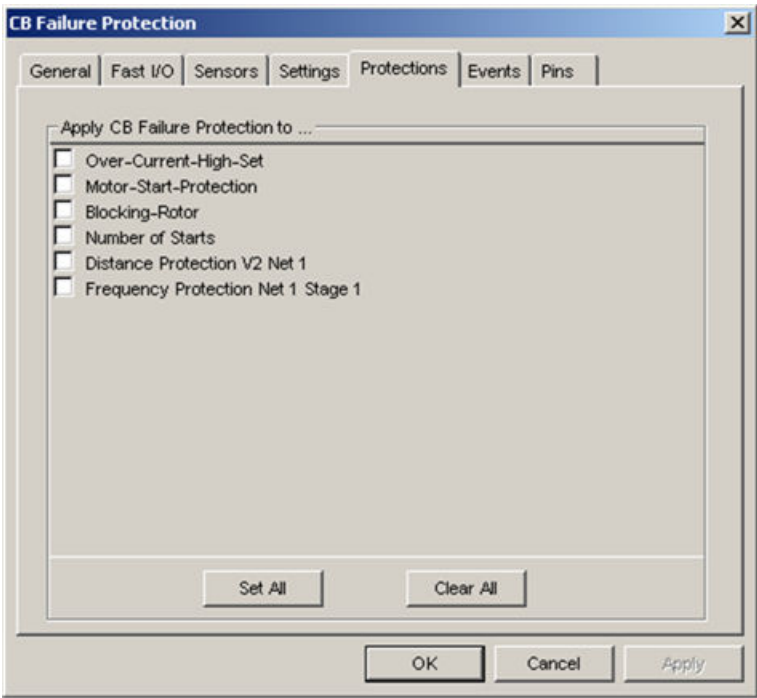 CB Failure Protection
General Fast I/O Sensors Settings Protections Events Pins
Apply CB Failure Protection to ...
Over-Current-High-Set
Motor-Start-Protection
Blocking-Rotor
Number of Starts
Distance Protection V2 Net 1
Frequency Protection Net 1 Stage 1
Set All Clear All
OK Cancel Apply